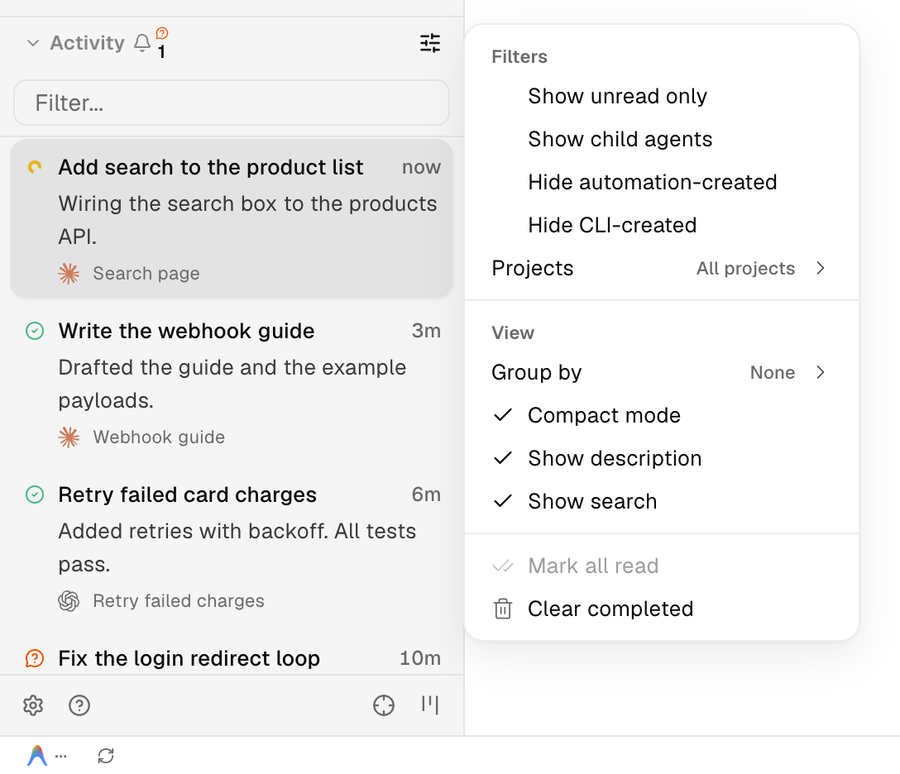 Activity 1
Filter...
Add search to the product list now
Wiring the search box to the products
API.
Search page
Write the webhook guide 3m
Drafted the guide and the example
payloads.
Webhook guide
Retry failed card charges 6m
Added retries with backoff. All tests
pass.
Retry failed charges
Fix the login redirect loop 10m
Filters
Show unread only
Show child agents
Hide automation-created
Hide CLI-created
Projects All projects
View
Group by None
Compact mode
Show description
Show search
Mark all read
Clear completed